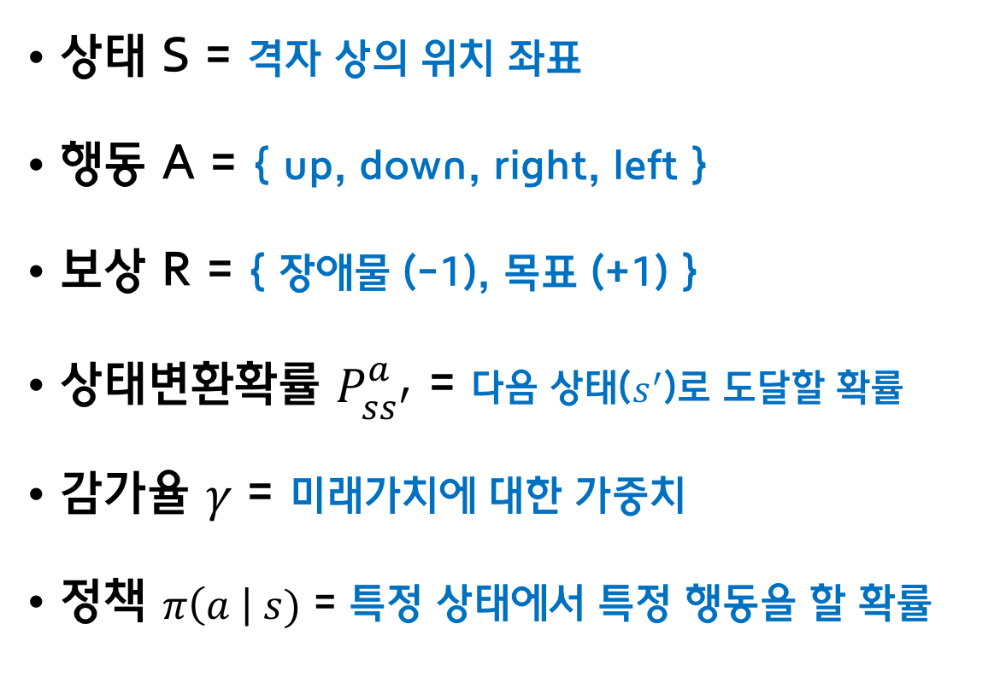 • 상태 S = 격자 상의 위치 좌표
• 행동 A = { up, down, right, left }
• 보상 R = { 장애물 (-1), 목표 (+1) }
• 상태변환확률 $P_{ss'}^{a}$ = 다음 상태($s'$)로 도달할 확률
• 감가율 $\gamma$ = 미래가치에 대한 가중치
• 정책 $\pi(a \mid s)$ = 특정 상태에서 특정 행동을 할 확률